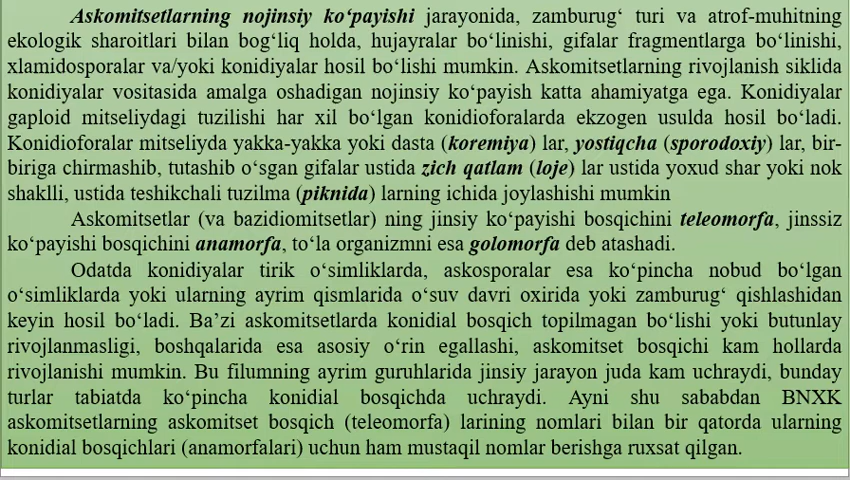 Askomitsetlarning nojinsiy ko‘payishi jarayonida, zamburug‘ turi va atrof-muhitning
ekologik sharoitlari bilan bog‘liq holda, hujayralar bo‘linishi, gifalar fragmentlarga bo‘linishi,
xlamidosporalar va/yoki konidiyalar hosil bo‘lishi mumkin. Askomitsetlarning rivojlanish siklida
konidiyalar vositasida amalga oshadigan nojinsiy ko‘payish katta ahamiyatga ega. Konidiyalar
gaploid mitseliydagi tuzilishi har xil bo‘lgan konidioforalarda ekzogen usulda hosil bo‘ladi.
Konidioforalar mitseliyda yakka-yakka yoki dasta (koremiya) lar, yostiqcha (sporodoxiy) lar, bir-
biriga chirmashib, tutashib o‘sgan gifalar ustida zich qatlam (loje) lar ustida yoxud shar yoki nok
shaklli, ustida teshikchali tuzilma (piknida) larning ichida joylashishi mumkin
Askomitsetlar (va bazidiomitsetlar) ning jinsiy ko‘payishi bosqichini teleomorfa, jinssiz
ko‘payishi bosqichini anamorfa, to‘la organizmni esa golomorfa deb atashadi.
Odatda konidiyalar tirik o‘simliklarda, askosporalar esa ko‘pincha nobud bo‘lgan
o‘simliklarda yoki ularning ayrim qismlarida o‘suv davri oxirida yoki zamburug‘ qishlashidan
keyin hosil bo‘ladi. Ba’zi askomitsetlarda konidial bosqich topilmagan bo‘lishi yoki butunlay
rivojlanmasligi, boshqalarida esa asosiy o‘rin egallashi, askomitset bosqichi kam hollarda
rivojlanishi mumkin. Bu filumning ayrim guruhlarida jinsiy jarayon juda kam uchraydi, bunday
turlar tabiatda ko‘pincha konidial bosqichda uchraydi. Ayni shu sababdan BNXK
askomitsetlarning askomitset bosqich (teleomorfa) larining nomlari bilan bir qatorda ularning
konidial bosqichlari (anamorfalari) uchun ham mustaqil nomlar berishga ruxsat qilgan.